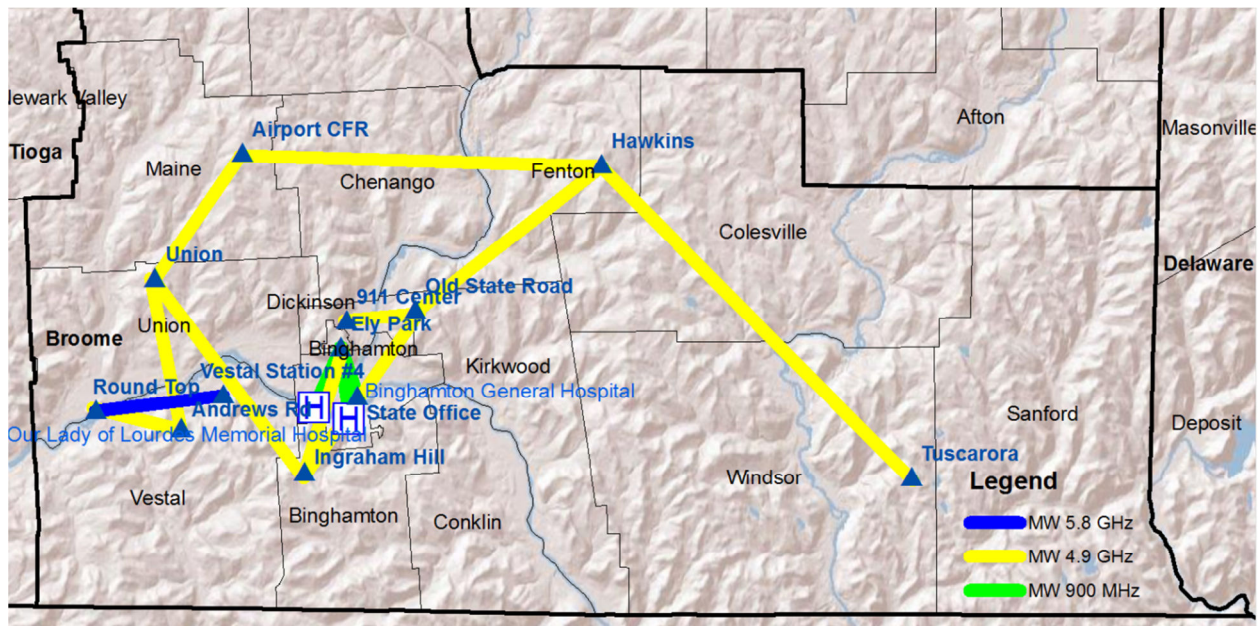 Newark Valley
Afton
Masonville
Airport CFR
Hawkins
Tioga
Maine
Chenango
Fenton
Colesville
Union
Delaware
Old State Road
Dickinson
911 Center
Union
Ely Park
Broome
Binghamton
Kirkwood
Vestal Station #4
Round Top
Binghamton General Hospital
H
H
Andrews Rd
State Office
Sanford
Deposit
Our Lady of Lourdes Memorial Hospital
Ingraham Hill
Tuscarora
Windsor
Legend
Vestal
Binghamton
Conklin
MW 5.8 GHz
MW 4.9 GHz
MW 900 MHz